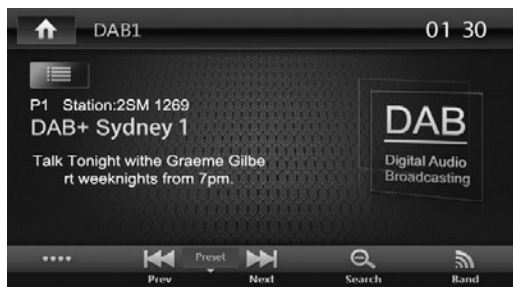 DAB1
01 30
P1 Station:2SM 1269
DAB+ Sydney 1
Talk Tonight withe Graeme Gilbe
rt weeknights from 7pm.
DAB
Digital Audio
Broadcasting
Preset
Prev
Next
Search
Band